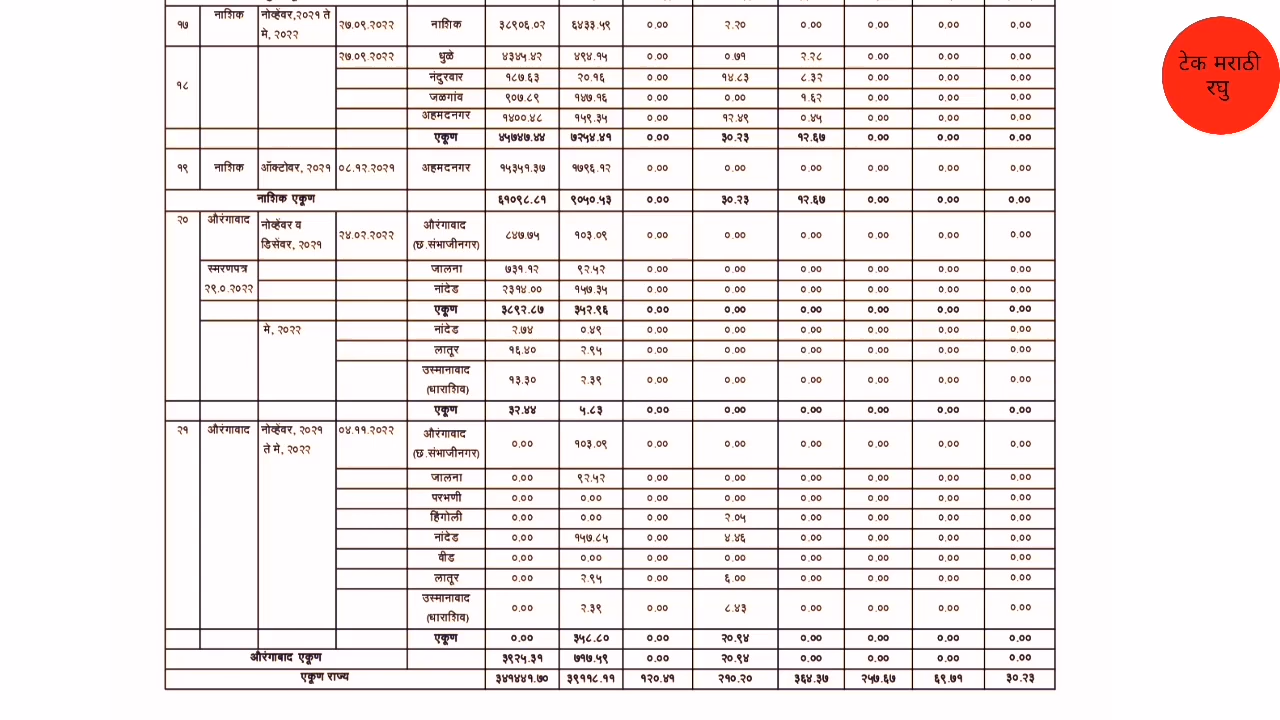 १७ नाशिक नोव्हेंवर,२०२१ ते मे, २०२२ २७.०९.२०२२ नाशिक ३८९०६.०२ ६४३३.५९ ०.०० २.२० ०.०० ०.०० ०.०० ०.००
१८ २७.०९.२०२२ धुळे ४३४५.४२ ४९४.१५ ०.०० ०.७१ २.२८ ०.०० ०.०० ०.००
नंदुरवार १८७.६३ २०.१६ ०.०० १४.८३ ८.३२ ०.०० ०.०० ०.००
जळगांव ९०७.८९ १४७.१६ ०.०० ०.०० १.६२ ०.०० ०.०० ०.००
अहमदनगर १४००.४८ १५९.३५ ०.०० १२.४९ ०.४५ ०.०० ०.०० ०.००
एकूण ४५७४७.४४ ७२५४.४१ ०.०० ३०.२३ १२.६७ ०.०० ०.०० ०.००
१९ नाशिक ऑक्टोवर, २०२१ ०८.१२.२०२१ अहमदनगर १५३५१.३७ १७९६.१२ ०.०० ०.०० ०.०० ०.०० ०.०० ०.००
नाशिक एकूण ६१०९८.८१ ९०५०.५३ ०.०० ३०.२३ १२.६७ ०.०० ०.०० ०.००
२० औरंगावाद नोव्हेंवर व डिसेंवर, २०२१ २४.०२.२०२२ औरंगावाद (छ.संभाजीनगर) ८४७.७५ १०३.०९ ०.०० ०.०० ०.०० ०.०० ०.०० ०.००
स्मरणपत्र २९.०.२०२२ जालना ७३१.१२ ९२.५२ ०.०० ०.०० ०.०० ०.०० ०.०० ०.००
नांदेड २३१४.०० १५७.३५ ०.०० ०.०० ०.०० ०.०० ०.०० ०.००
एकूण ३८९२.८७ ३५२.९६ ०.०० ०.०० ०.०० ०.०० ०.०० ०.००
मे, २०२२ नांदेड २.७४ ०.४९ ०.०० ०.०० ०.०० ०.०० ०.०० ०.००
लातूर १६.४० २.९५ ०.०० ०.०० ०.०० ०.०० ०.०० ०.००
उस्मानावाद (धाराशिव) १३.३० २.३९ ०.०० ०.०० ०.०० ०.०० ०.०० ०.००
एकूण ३२.४४ ५.८३ ०.०० ०.०० ०.०० ०.०० ०.०० ०.००
२१ औरंगावाद नोव्हेंवर, २०२१ ते मे, २०२२ ०४.११.२०२२ औरंगावाद (छ.संभाजीनगर) ०.०० १०३.०९ ०.०० ०.०० ०.०० ०.०० ०.०० ०.००
जालना ०.०० ९२.५२ ०.०० ०.०० ०.०० ०.०० ०.०० ०.००
परभणी ०.०० ०.०० ०.०० ०.०० ०.०० ०.०० ०.०० ०.००
हिंगोली ०.०० ०.०० ०.०० २.०५ ०.०० ०.०० ०.०० ०.००
नांदेड ०.०० १५७.८५ ०.०० ४.४६ ०.०० ०.०० ०.०० ०.००
वीड ०.०० ०.०० ०.०० ०.०० ०.०० ०.०० ०.०० ०.००
लातूर ०.०० २.९५ ०.०० ६.०० ०.०० ०.०० ०.०० ०.००
उस्मानावाद (धाराशिव) ०.०० २.३९ ०.०० ८.४३ ०.०० ०.०० ०.०० ०.००
एकूण ०.०० ३५८.८० ०.०० २०.९४ ०.०० ०.०० ०.०० ०.००
औरंगाबाद एकूण ३९२५.३१ ७१७.५९ ०.०० २०.९४ ०.०० ०.०० ०.०० ०.००
एकूण राज्य ३४१४४१.७० ३९११८.११ १२०.४१ २१०.२० ३६४.३७ २५७.६७ ६९.७१ ३०.२३
टेक मराठी
रघु